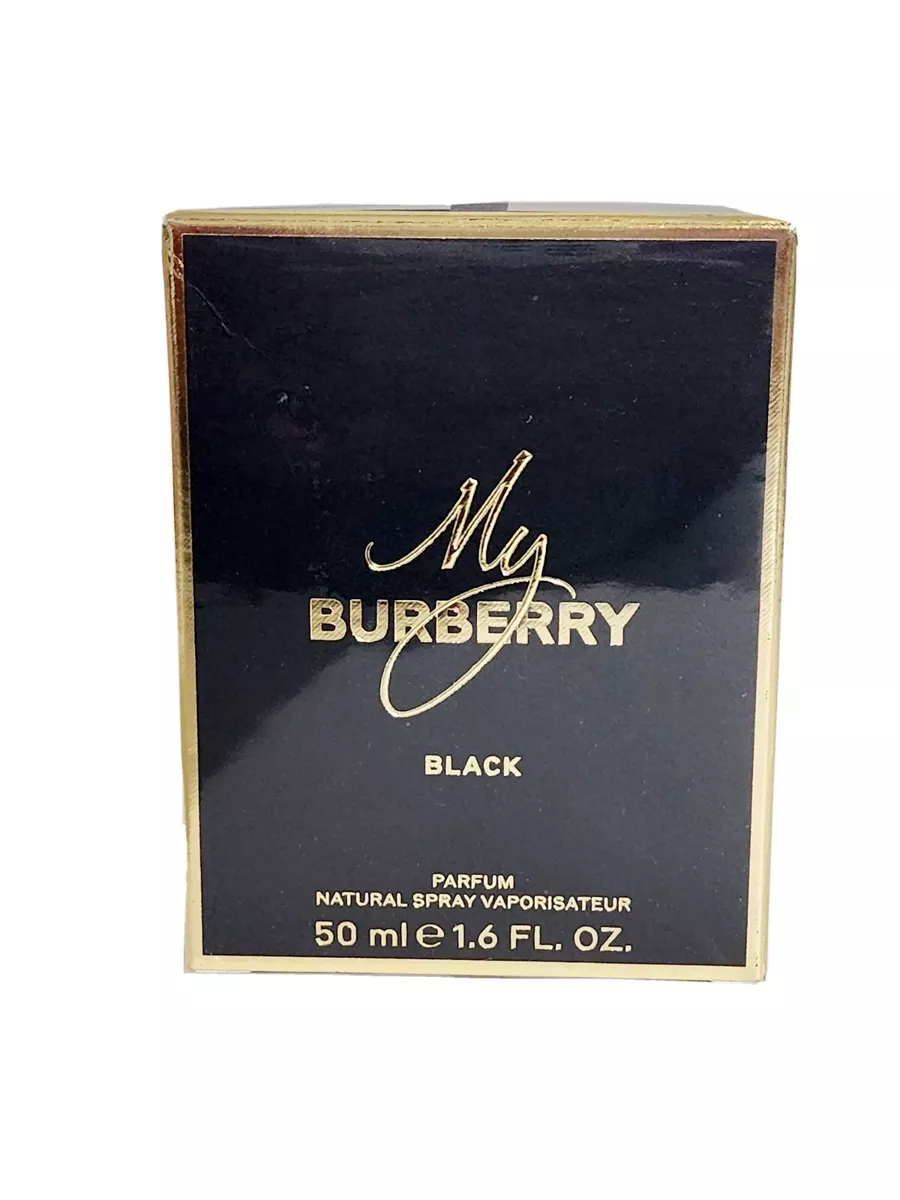 My
BURBERRY
BLACK
PARFUM
NATURAL SPRAY VAPORISATEUR
50 ml ℮ 1.6 FL. OZ.